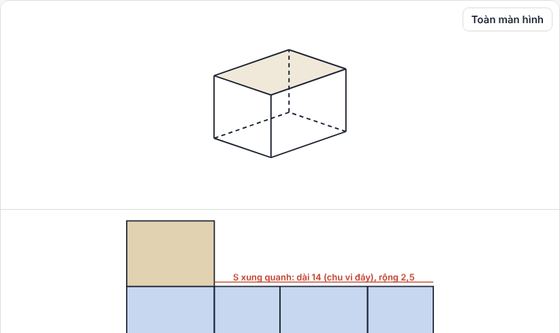 Toàn màn hình
S xung quanh: dài 14 (chu vi đáy), rộng 2,5